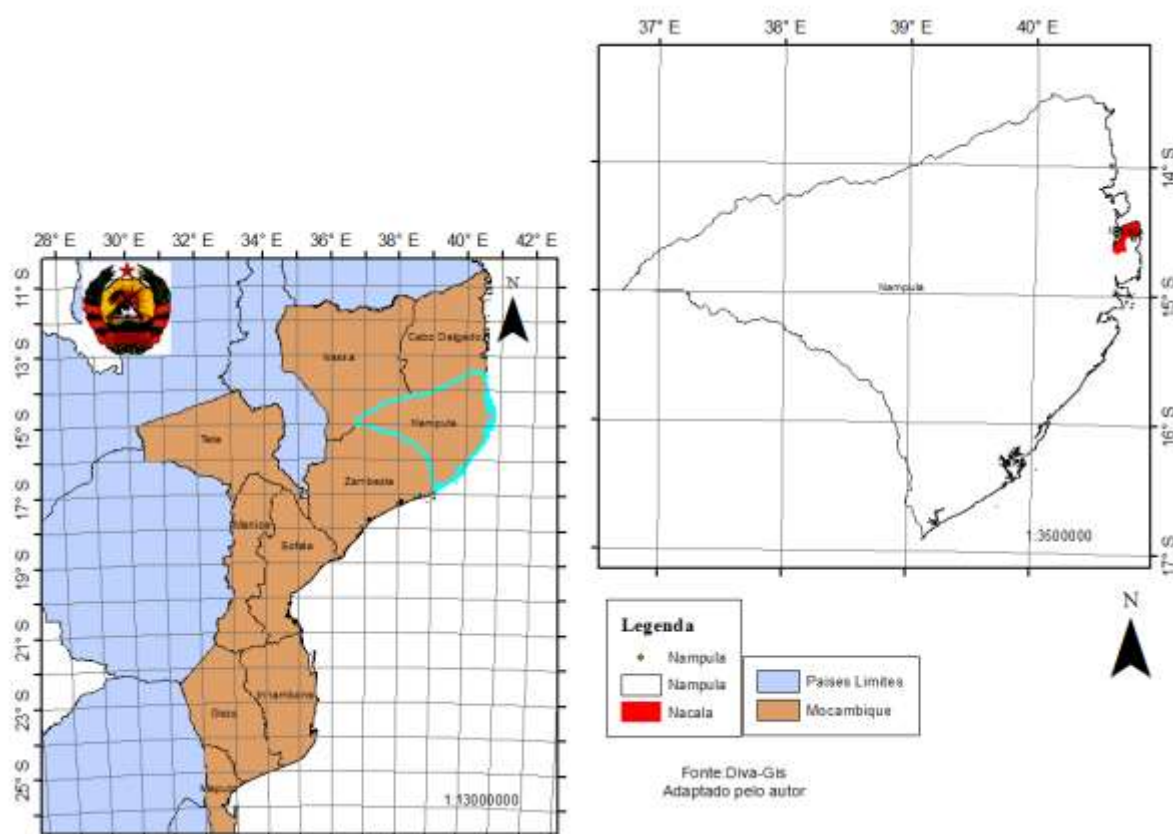 28° E 30° E 32° E 34° E 36° E 38° E 40° E 42° E
11° S
13° S
15° S
17° S
19° S
21° S
23° S
25° S
N
Cabo Delgado
Niassa
Nampula
Tete
Zambezia
Manica
Sofala
Inhambane
Gaza
Maputo
1:13000000
37° E 38° E 39° E 40° E
14° S
15° S
16° S
17° S
Nampula
1:3500000
N
Legenda
Nampula
Nampula
Nacala
Paises Limites
Mocambique
Fonte:Diva-Gis
Adaptado pelo autor